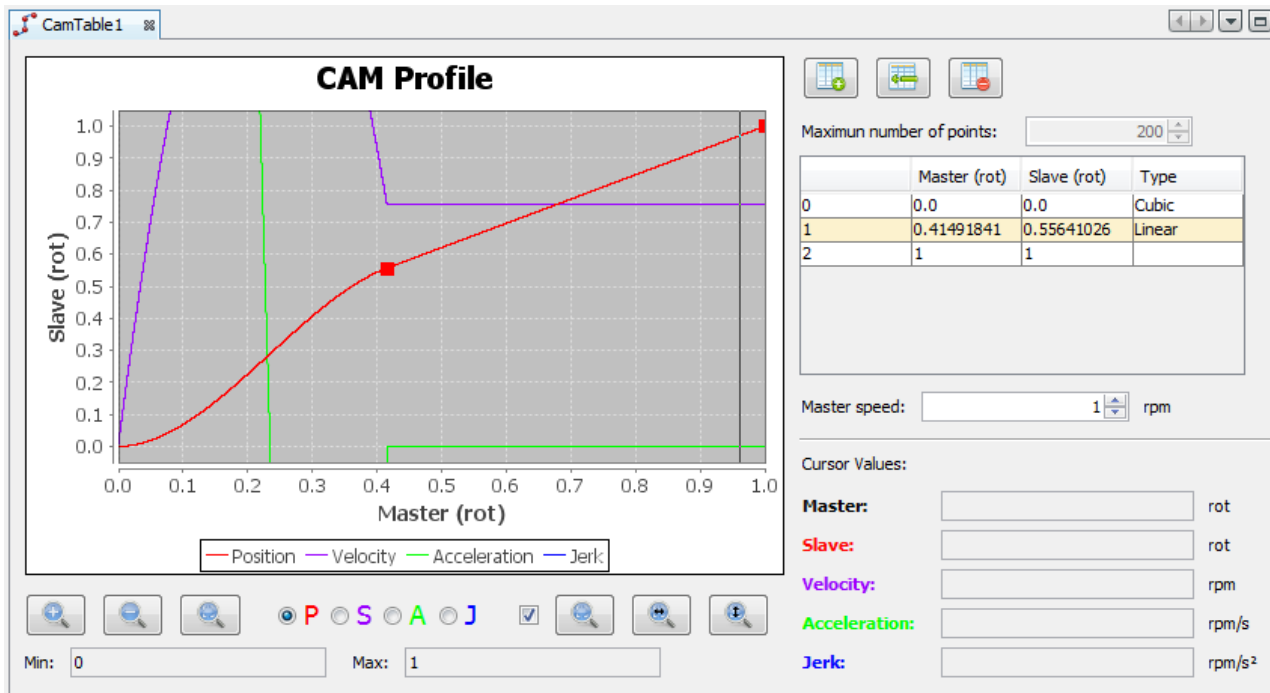 CamTable1
CAM Profile
Slave (rot)
1.0
0.9
0.8
0.7
0.6
0.5
0.4
0.3
0.2
0.1
0.0
0.0 0.1 0.2 0.3 0.4 0.5 0.6 0.7 0.8 0.9 1.0
Master (rot)
Position Velocity Acceleration Jerk
P S A J
Min: 0 Max: 1
Maximun number of points: 200
Master (rot) Slave (rot) Type
0 0.0 0.0 Cubic
1 0.41491841 0.55641026 Linear
2 1 1
Master speed: 1 rpm
Cursor Values:
Master: rot
Slave: rot
Velocity: rpm
Acceleration: rpm/s
Jerk: rpm/s²